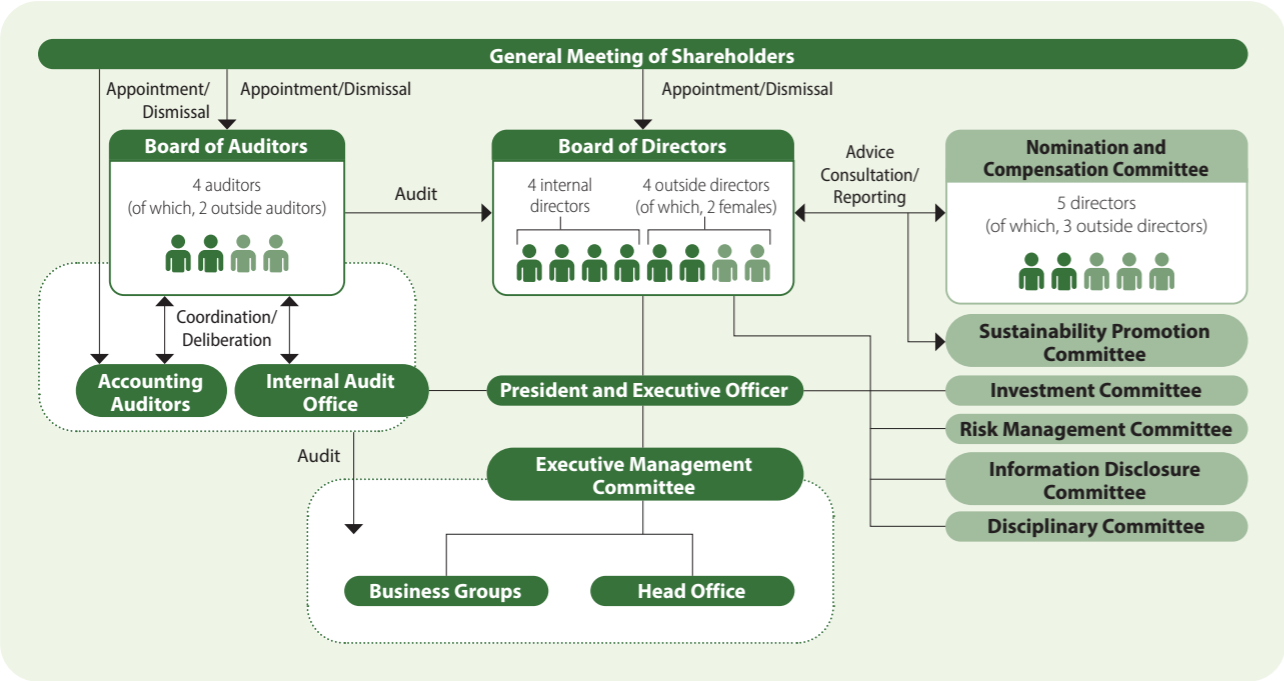 General Meeting of Shareholders
Appointment/
Dismissal
Appointment/Dismissal
Appointment/Dismissal
Board of Auditors
4 auditors
(of which, 2 outside auditors)
Audit
Board of Directors
4 internal
directors
4 outside directors
(of which, 2 females)
Advice
Consultation/
Reporting
Nomination and
Compensation Committee
5 directors
(of which, 3 outside directors)
Coordination/
Deliberation
Accounting
Auditors
Internal Audit
Office
President and Executive Officer
Sustainability Promotion
Committee
Investment Committee
Risk Management Committee
Information Disclosure
Committee
Disciplinary Committee
Audit
Executive Management
Committee
Business Groups
Head Office